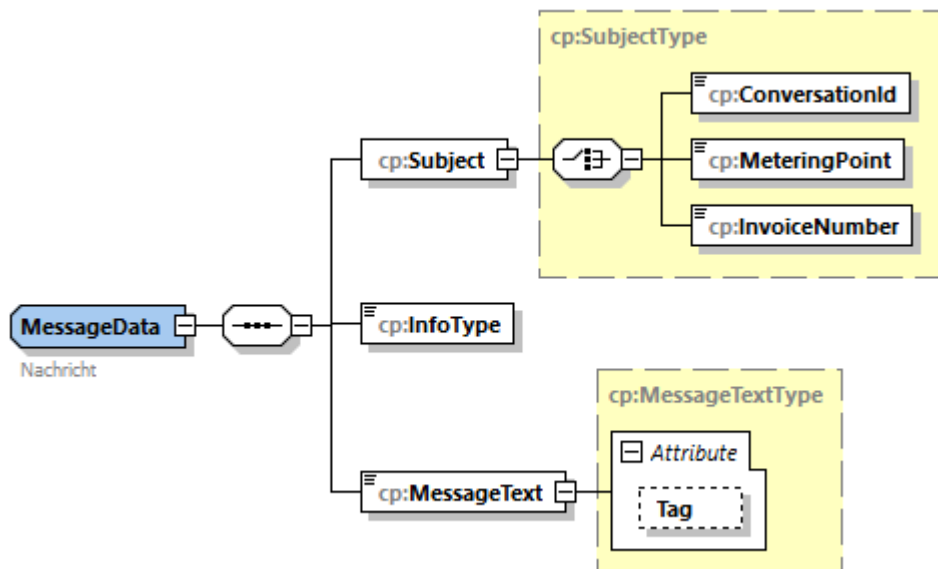 cp:SubjectType
cp:ConversationId
cp:Subject
cp:MeteringPoint
cp:InvoiceNumber
MessageData
cp:InfoType
Nachricht
cp:MessageTextType
Attribute
cp:MessageText
Tag